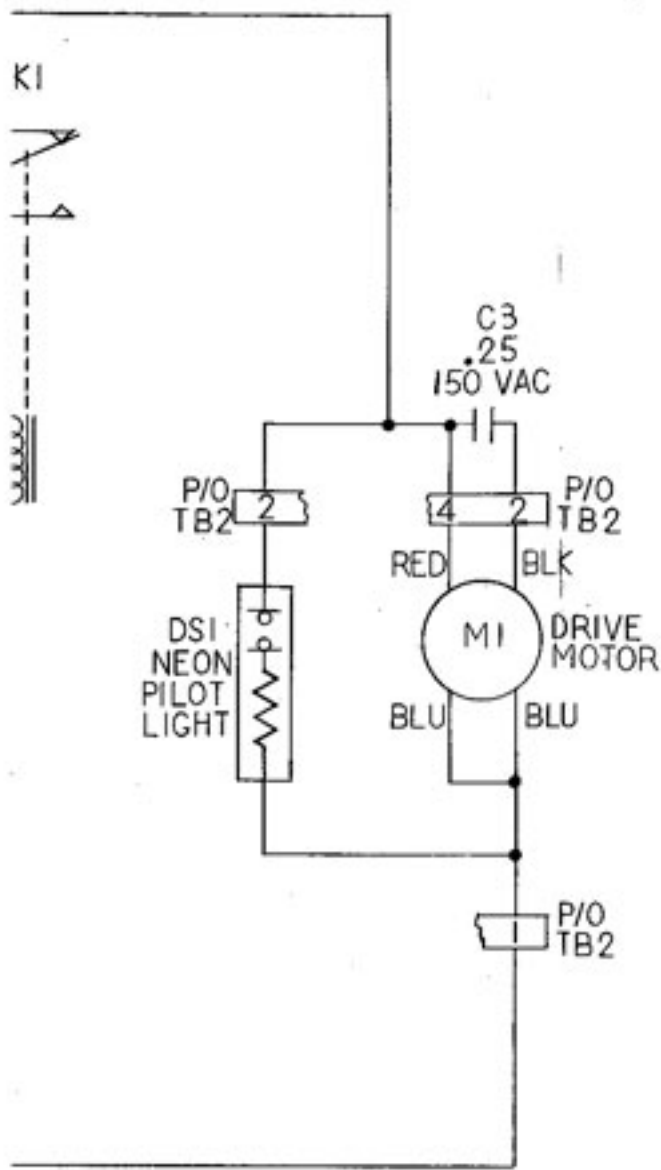 K1
C3
.25
150 VAC
P/O
TB2
2
4
2
P/O
TB2
RED
BLK
DS1
NEON
PILOT
LIGHT
M1
DRIVE
MOTOR
BLU
BLU
P/O
TB2